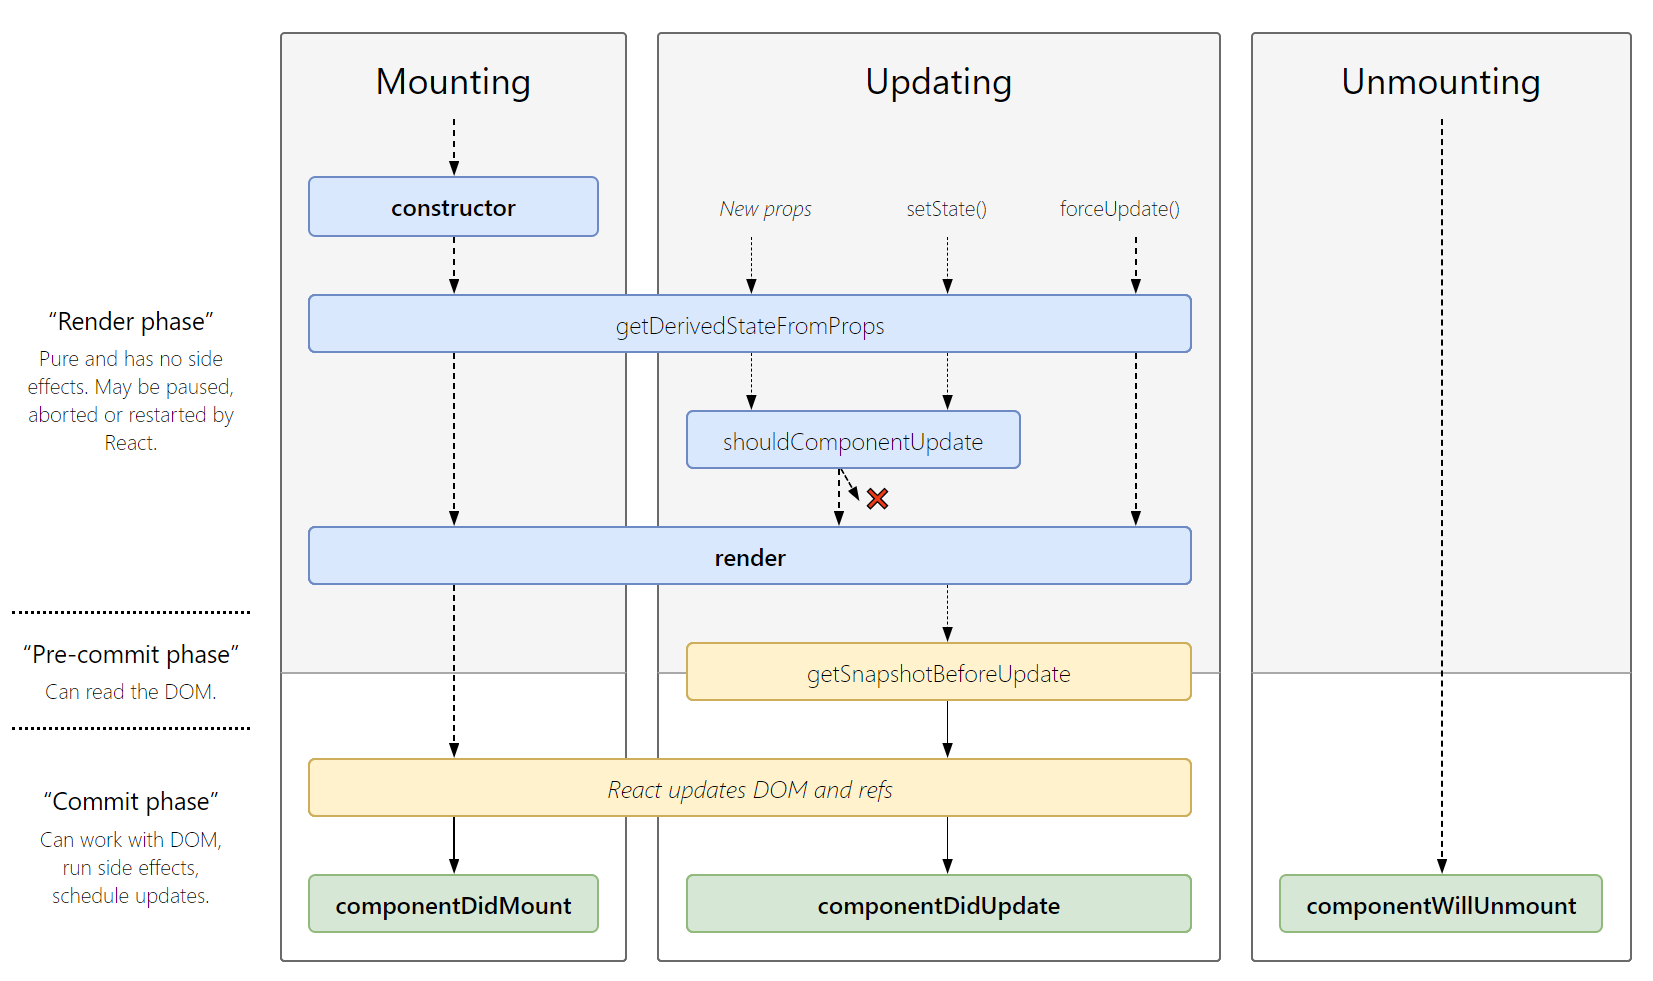 Mounting
Updating
Unmounting
constructor
New props
setState()
forceUpdate()
“Render phase”
Pure and has no side
effects. May be paused,
aborted or restarted by
React.
getDerivedStateFromProps
shouldComponentUpdate
render
“Pre-commit phase”
Can read the DOM.
getSnapshotBeforeUpdate
React updates DOM and refs
“Commit phase”
Can work with DOM,
run side effects,
schedule updates.
componentDidMount
componentDidUpdate
componentWillUnmount